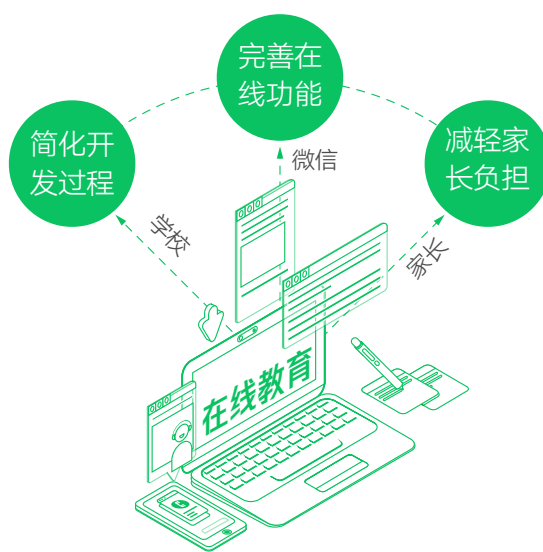 完善在
线功能
简化开
发过程
减轻家
长负担
微信
学校
家长
在线教育